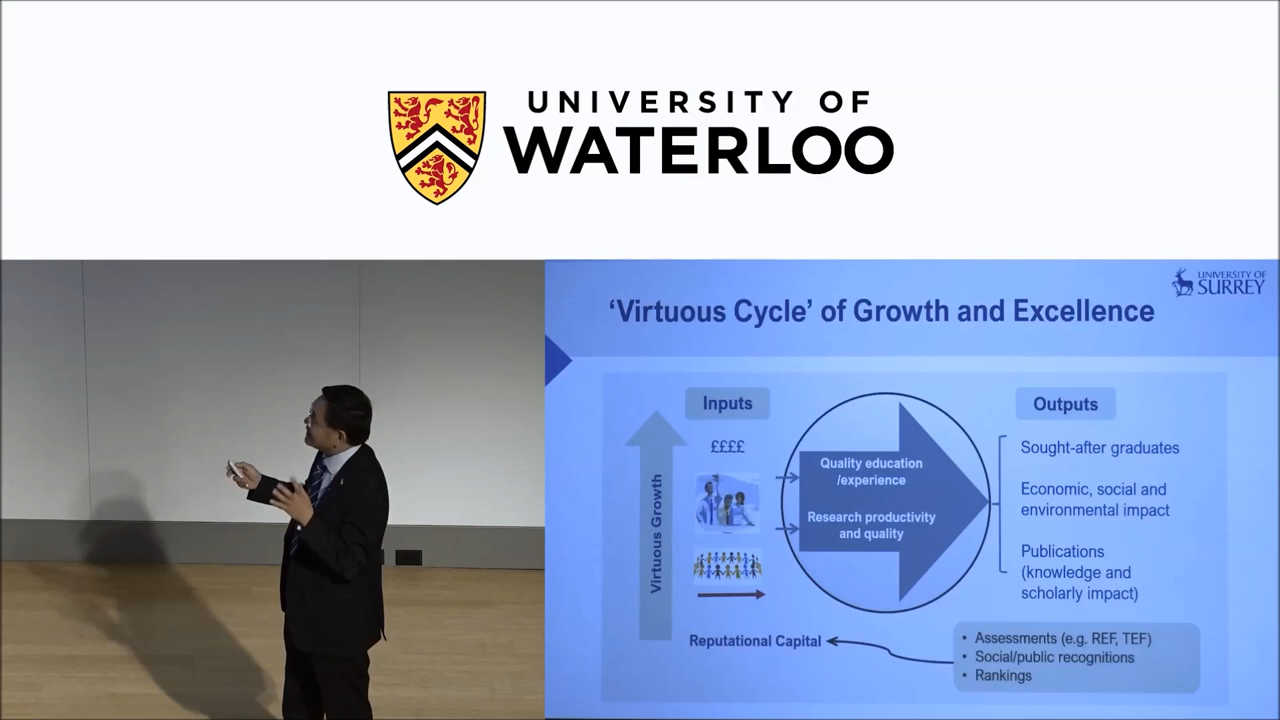 UNIVERSITY OF
WATERLOO
UNIVERSITY OF
SURREY
‘Virtuous Cycle’ of Growth and Excellence
Inputs
££££
Virtuous Growth
Quality education
/experience
Research productivity
and quality
Outputs
Sought-after graduates
Economic, social and
environmental impact
Publications
(knowledge and
scholarly impact)
Reputational Capital
• Assessments (e.g. REF, TEF)
• Social/public recognitions
• Rankings